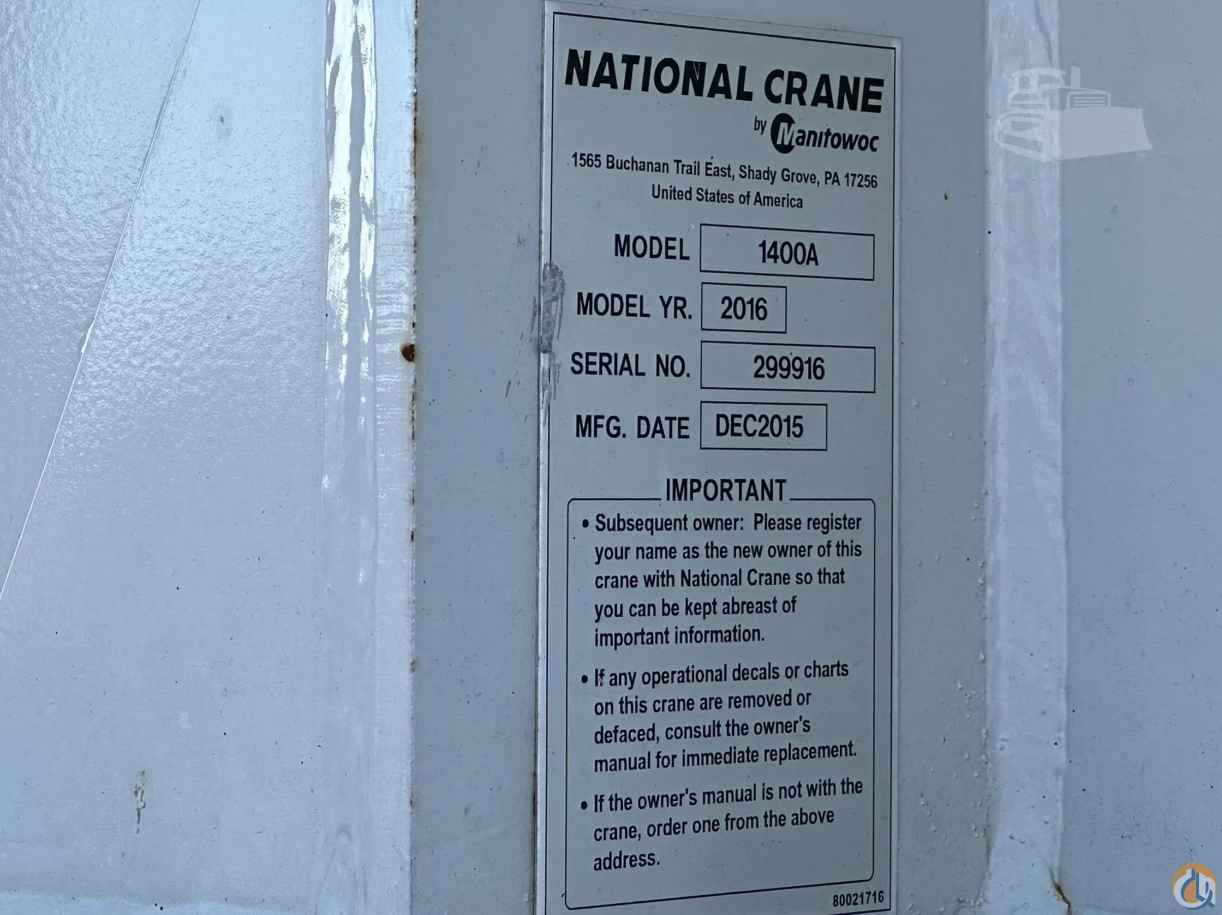 NATIONAL CRANE
by Manitowoc
1565 Buchanan Trail East, Shady Grove, PA 17256
United States of America
MODEL 1400A
MODEL YR. 2016
SERIAL NO. 299916
MFG. DATE DEC2015
IMPORTANT
• Subsequent owner: Please register
your name as the new owner of this
crane with National Crane so that
you can be kept abreast of
important information.
• If any operational decals or charts
on this crane are removed or
defaced, consult the owner's
manual for immediate replacement.
• If the owner's manual is not with the
crane, order one from the above
address.
80021716